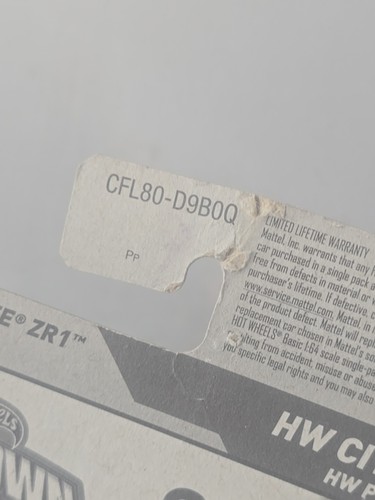 CFL80-D9B0Q
PP
LIMITED LIFETIME WARRANTY
Mattel, Inc. warrants that any
car purchased in a single pack
free from defects in material or
purchaser's lifetime. If defective,
www.service.mattel.com. Mattel, in
of the product defect. Mattel will
replacement car chosen in Mattel's
HOT WHEELS® Basic 1:64 scale single-
from accident, misuse or
you specific legal rights and you may also
ZR1™
HW
HW